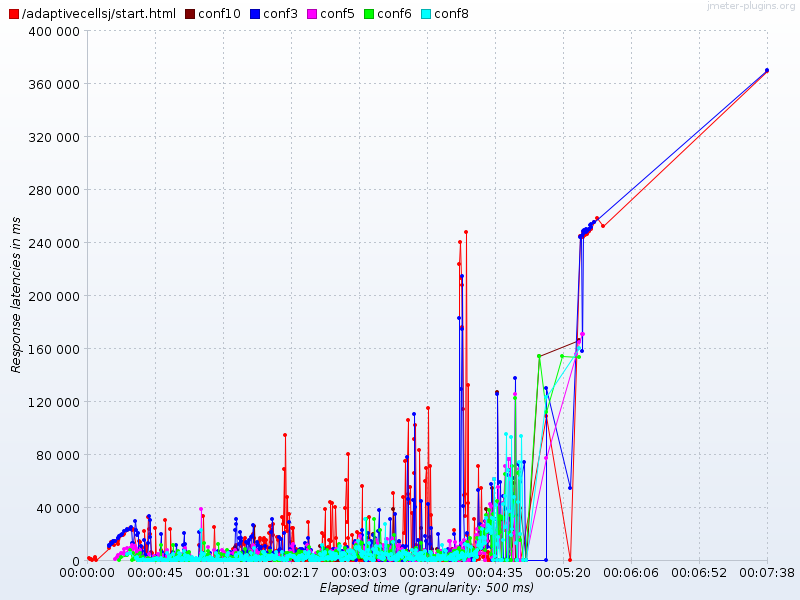 /adaptivecellsj/start.html conf10 conf3 conf5 conf6 conf8
jmeter-plugins.org
400 000
360 000
320 000
280 000
240 000
200 000
160 000
120 000
80 000
40 000
0
Response latencies in ms
00:00:00 00:00:45 00:01:31 00:02:17 00:03:03 00:03:49 00:04:35 00:05:20 00:06:06 00:06:52 00:07:38
Elapsed time (granularity: 500 ms)